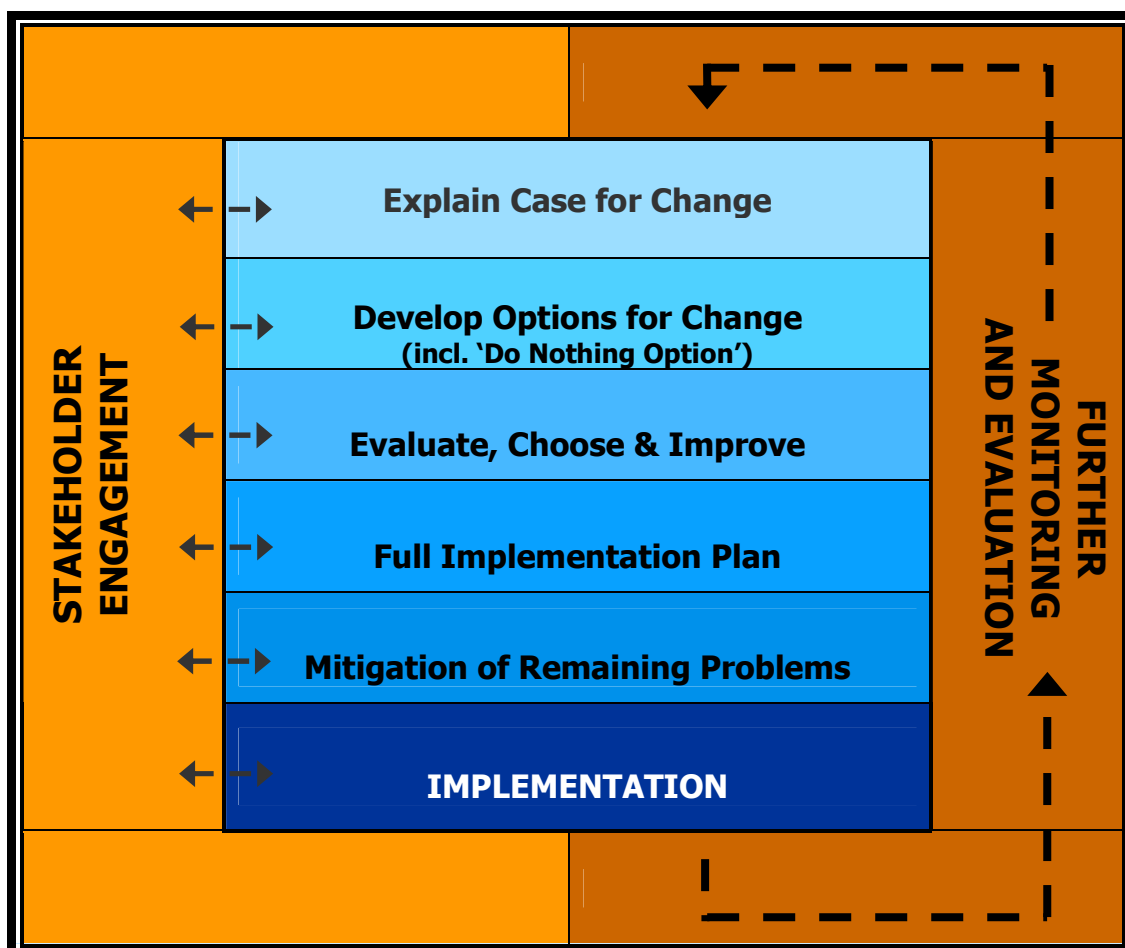 STAKEHOLDER
ENGAGEMENT
Explain Case for Change
Develop Options for Change
(incl. ‘Do Nothing Option’)
Evaluate, Choose & Improve
Full Implementation Plan
Mitigation of Remaining Problems
IMPLEMENTATION
FURTHER
MONITORING
AND EVALUATION